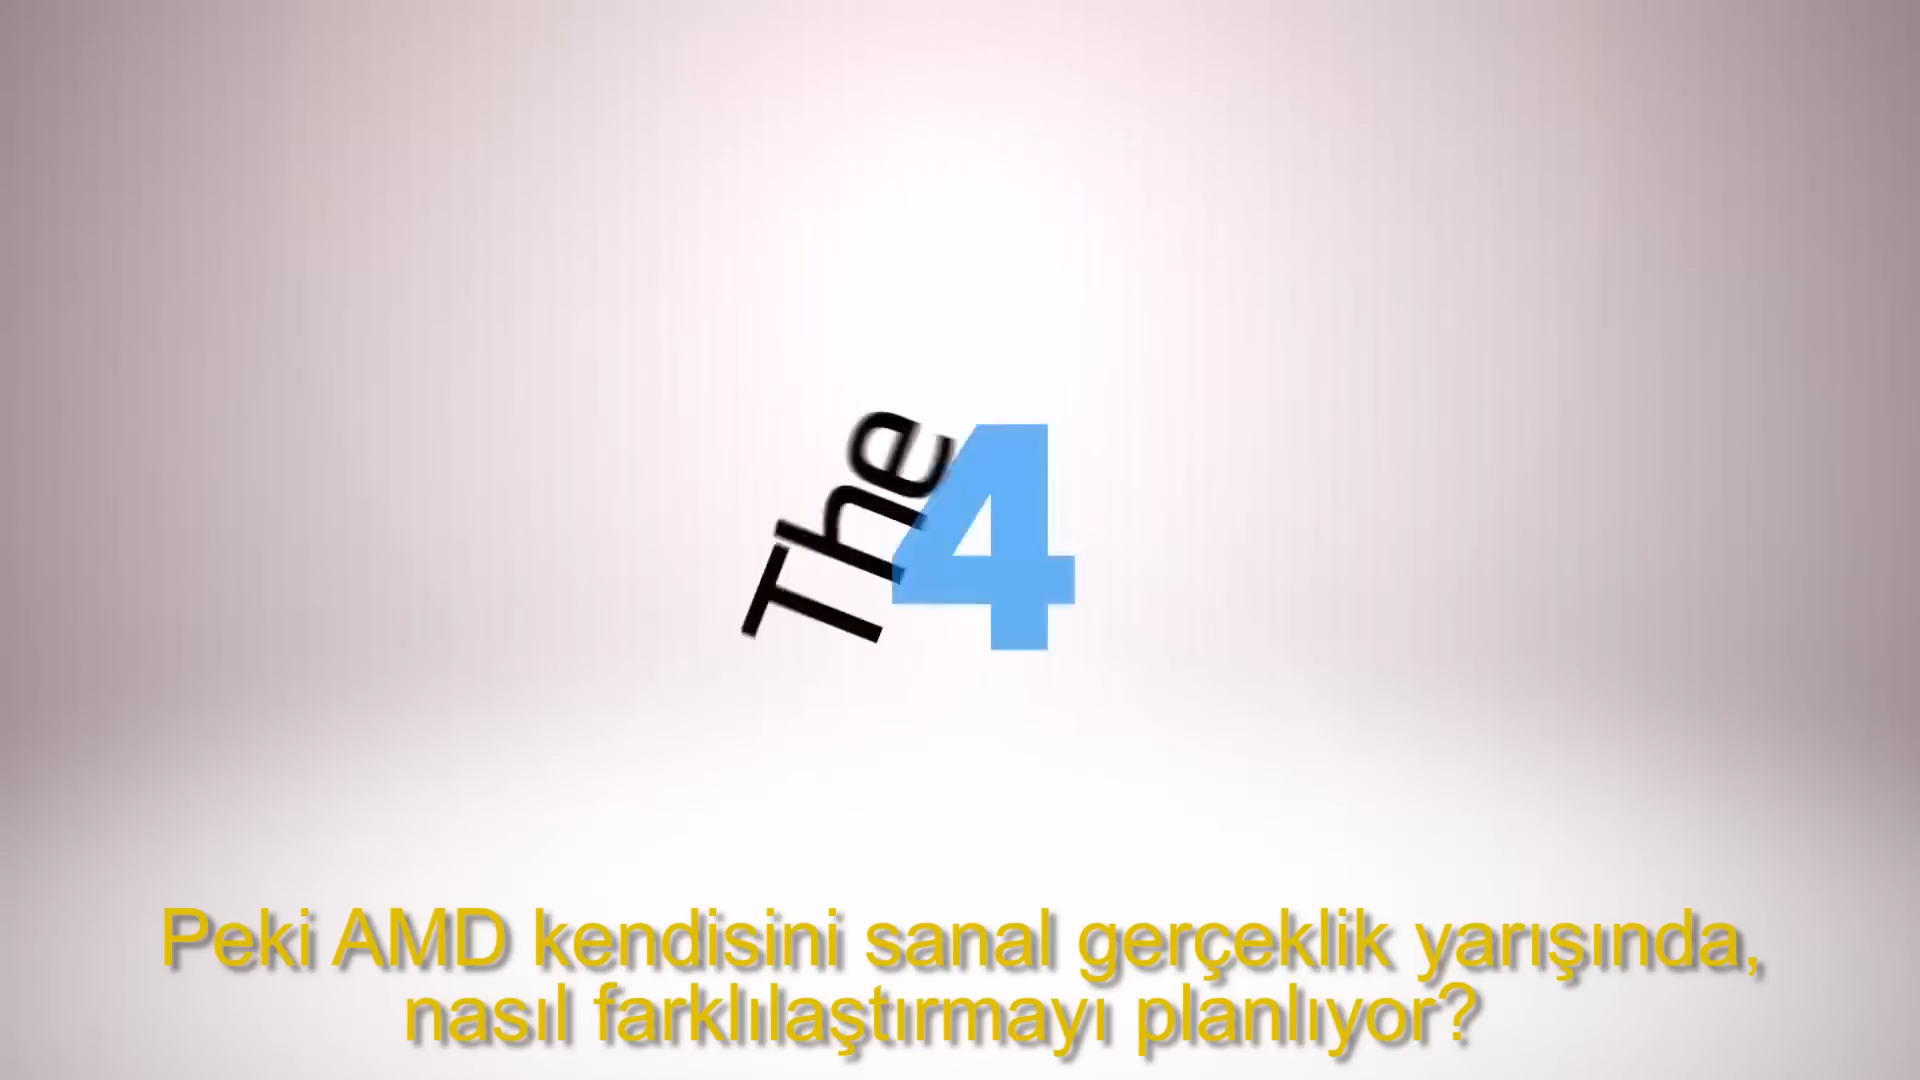 The
4
Peki AMD kendisini sanal gerçeklik yarışında,
nasıl farklılaştırmayı planlıyor?